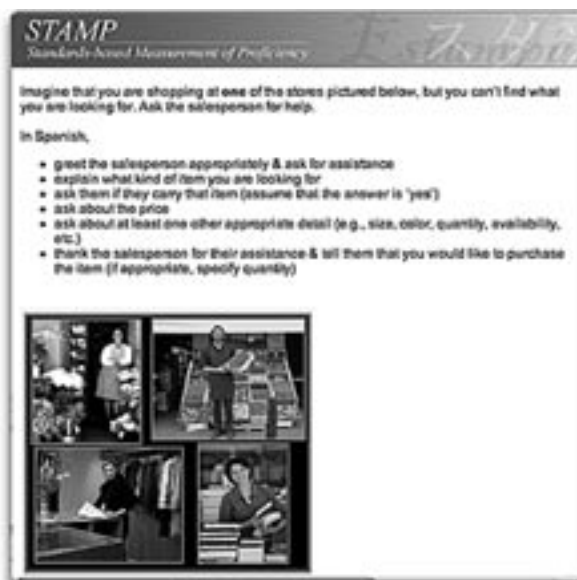 STAMP
Standards-based Measurement of Proficiency
Estampa
Imagine that you are shopping at one of the stores pictured below, but you can't find what
you are looking for. Ask the salesperson for help.
In Spanish,
• greet the salesperson appropriately & ask for assistance
• explain what kind of item you are looking for
• ask them if they carry that item (assume that the answer is 'yes')
• ask about the price
• ask about at least one other appropriate detail (e.g., size, color, quantity, availability,
etc.)
• thank the salesperson for their assistance & tell them that you would like to purchase
the item (if appropriate, specify quantity)